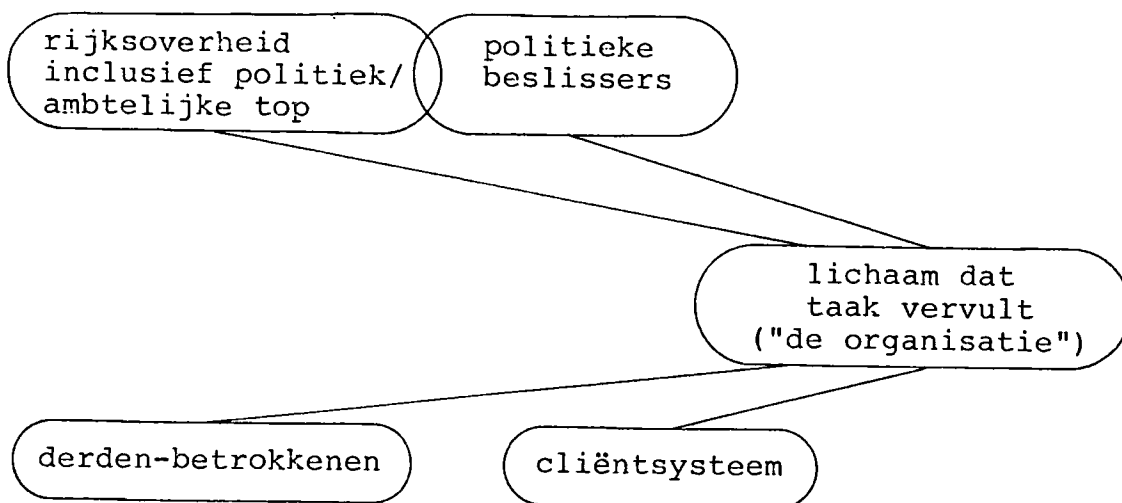 rijksoverheid
inclusief politiek/
ambtelijke top
politieke
beslissers
lichaam dat
taak vervult
("de organisatie")
derden-betrokkenen
cliëntsysteem